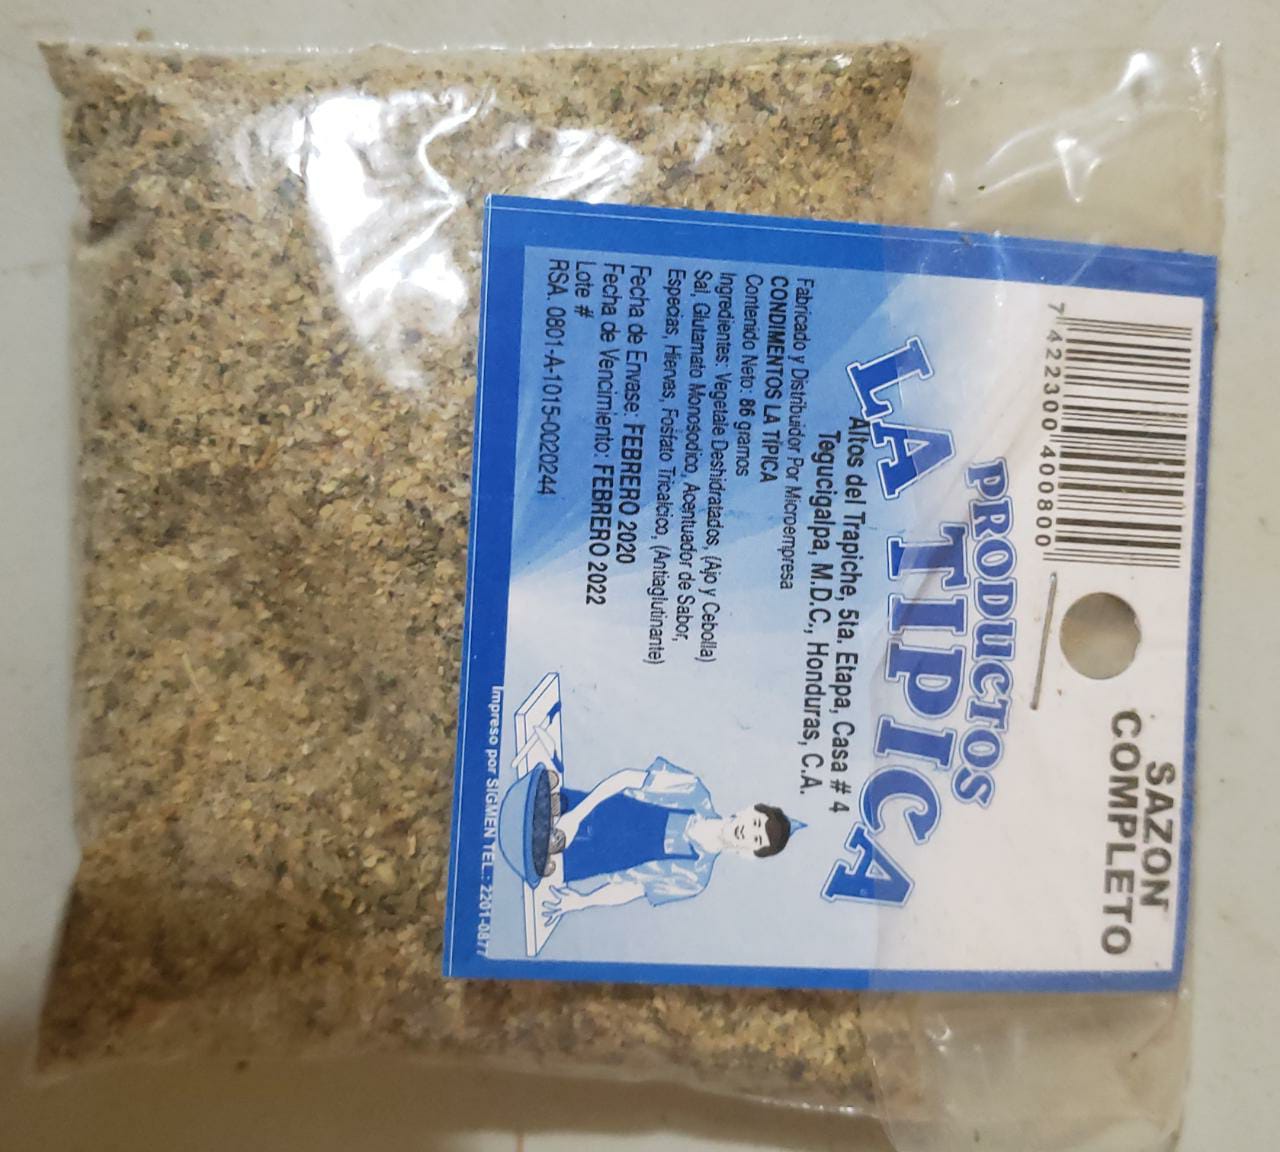 SAZON
COMPLETO
7 422300 400800
PRODUCTOS
LA TIPICA
Altos del Trapiche, 5ta. Etapa, Casa # 4
Tegucigalpa, M.D.C., Honduras, C.A.
Fabricado y Distribuidor Por Microempresa
CONDIMENTOS LA TIPICA
Contenido Neto: 86 gramos
Ingredientes: Vegetale Deshidratados, (Ajo y Cebolla)
Sal, Glutamato Monosodico, Acentuador de Sabor,
Especias, Hiervas, Fosfato Tricalcico, (Antiaglutinante)
Fecha de Envase: FEBRERO 2020
Fecha de Vencimiento: FEBRERO 2022
Lote #
RSA. 0801-A-1015-0020244
Impreso por SIGMEN TEL.: 2201-0877